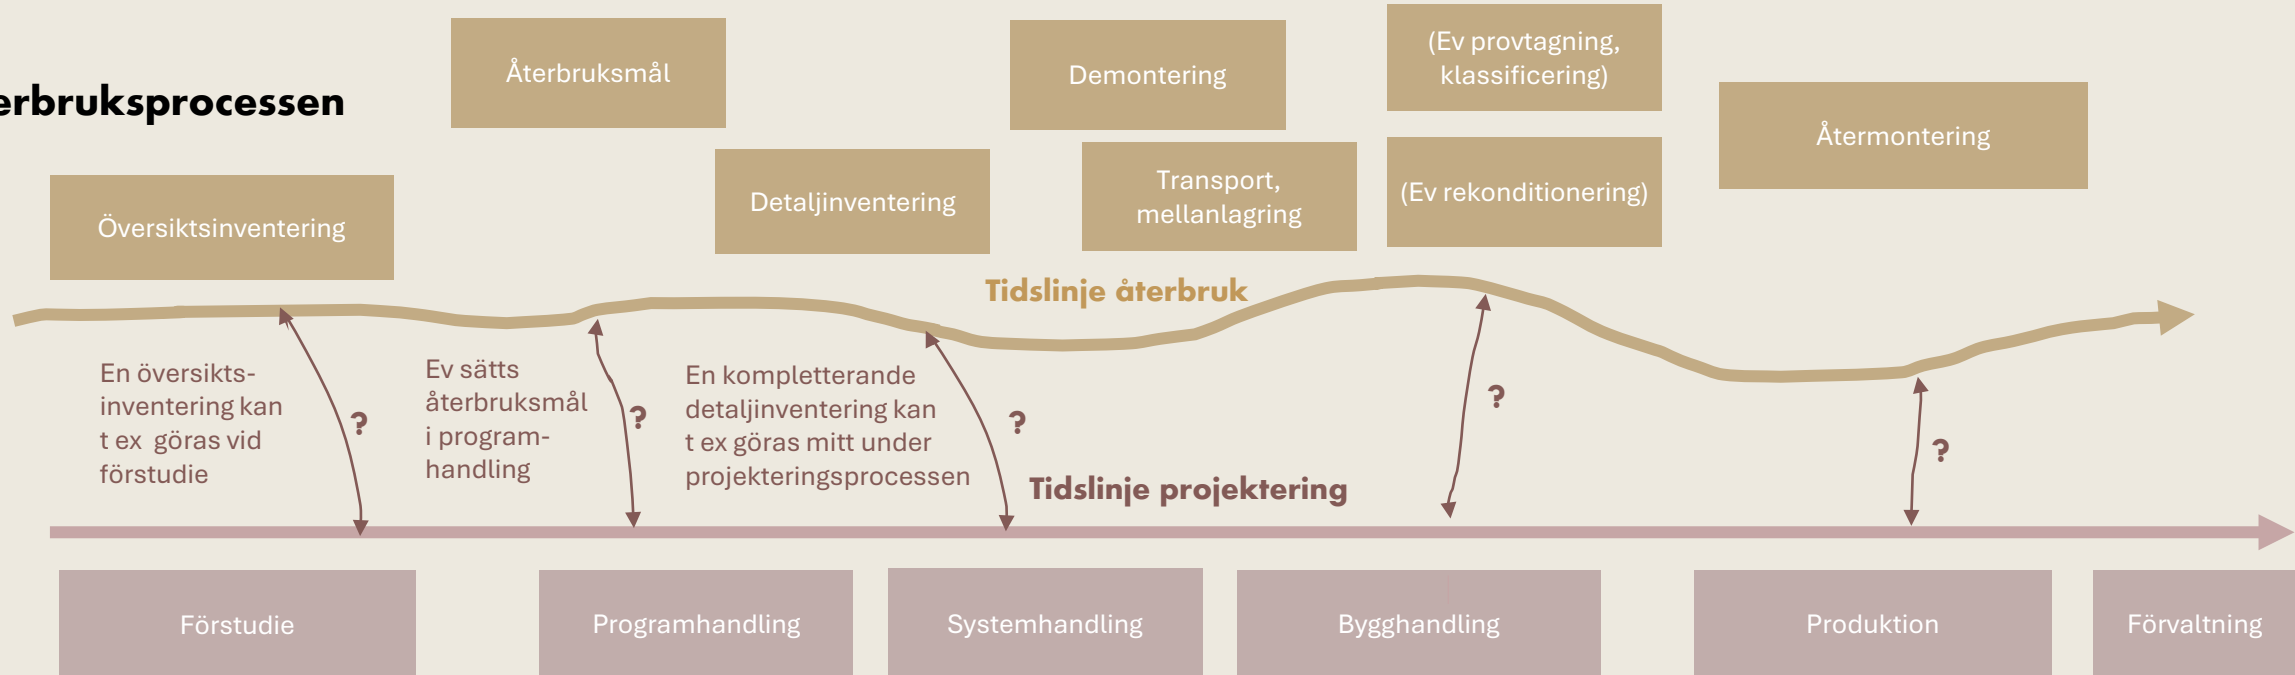 erbruksprocessen
Återbruksmål
Demontering
(Ev provtagning,
klassificering)
Återmontering
Översiktsinventering
Detaljinventering
Transport,
mellanlagring
(Ev rekonditionering)
Tidslinje återbruk
En översikts-
inventering kan
t ex göras vid
förstudie
?
Ev sätts
återbruksmål
i program-
handling
?
En kompletterande
detaljinventering kan
t ex göras mitt under
projekteringsprocessen
?
?
?
Tidslinje projektering
Förstudie
Programhandling
Systemhandling
Bygghandling
Produktion
Förvaltning